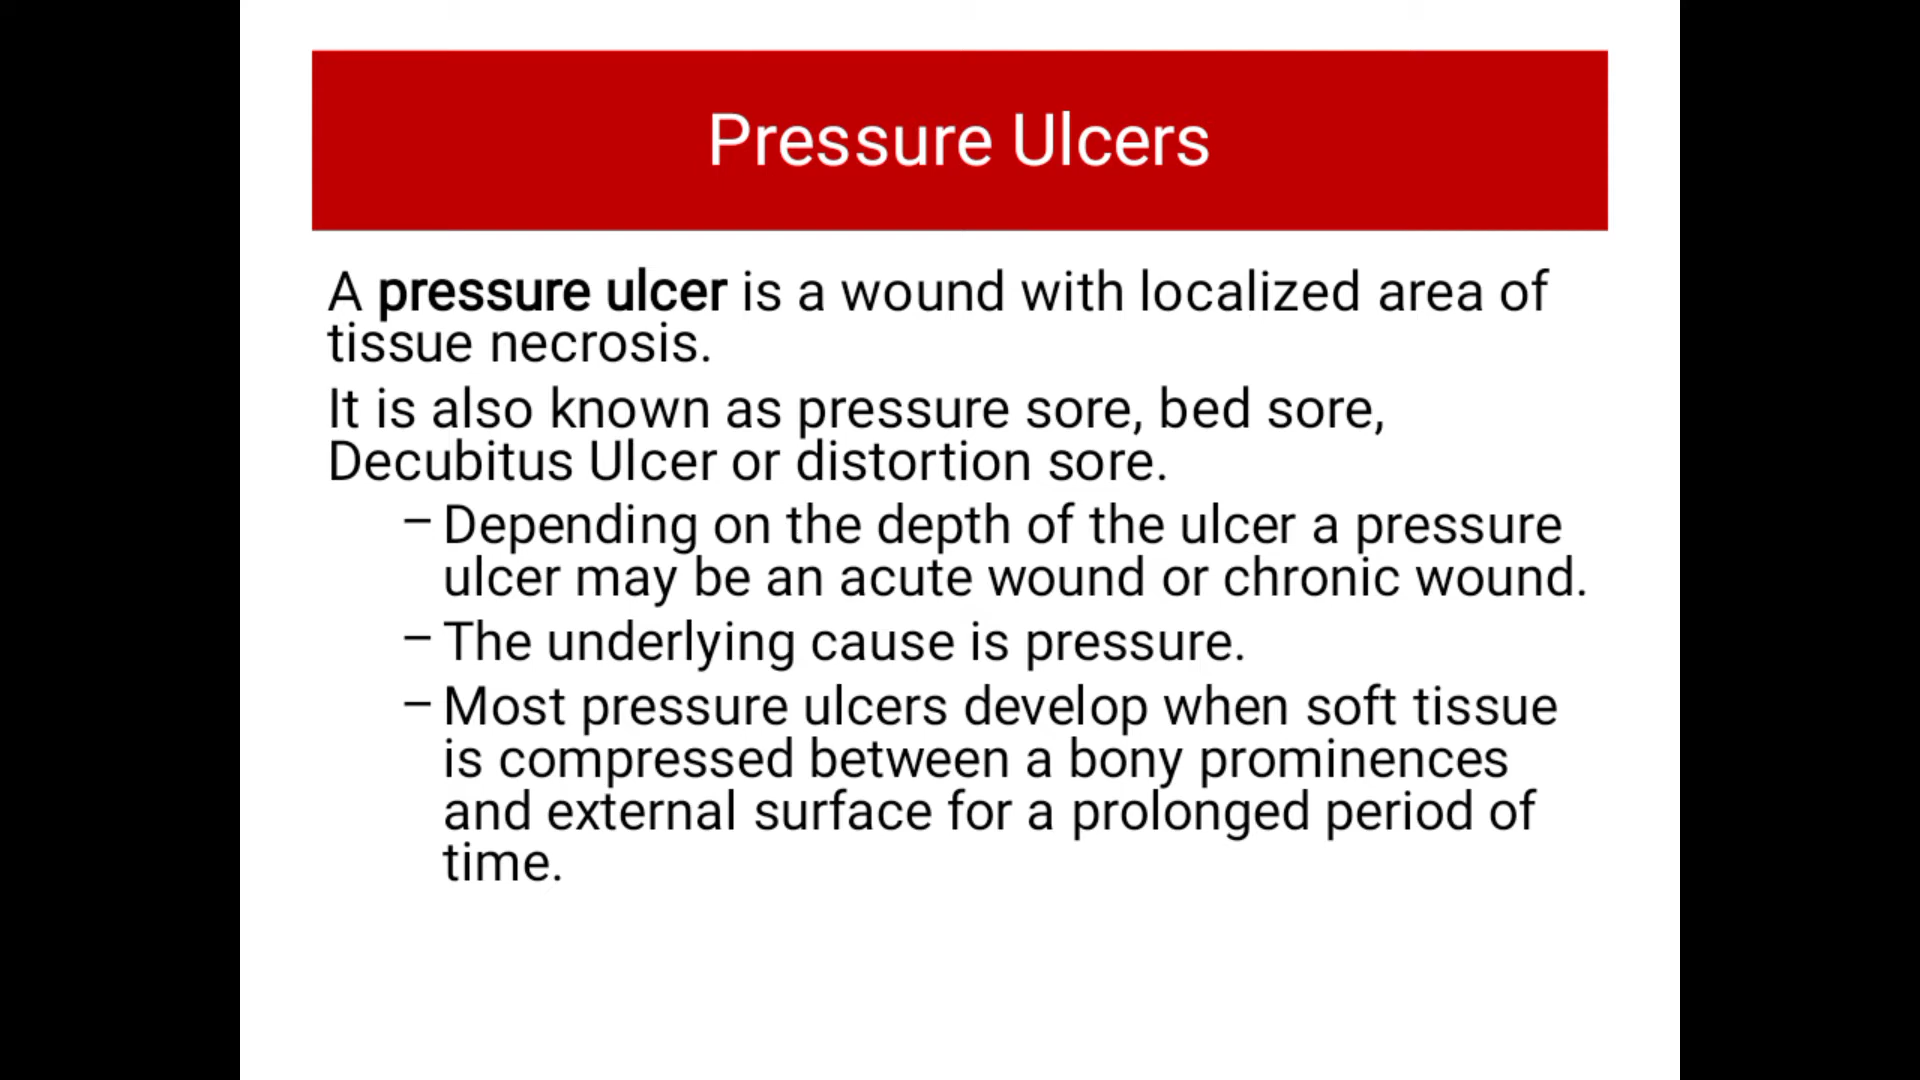 Pressure Ulcers
A pressure ulcer is a wound with localized area of
tissue necrosis.
It is also known as pressure sore, bed sore,
Decubitus Ulcer or distortion sore.
– Depending on the depth of the ulcer a pressure
ulcer may be an acute wound or chronic wound.
– The underlying cause is pressure.
– Most pressure ulcers develop when soft tissue
is compressed between a bony prominences
and external surface for a prolonged period of
time.